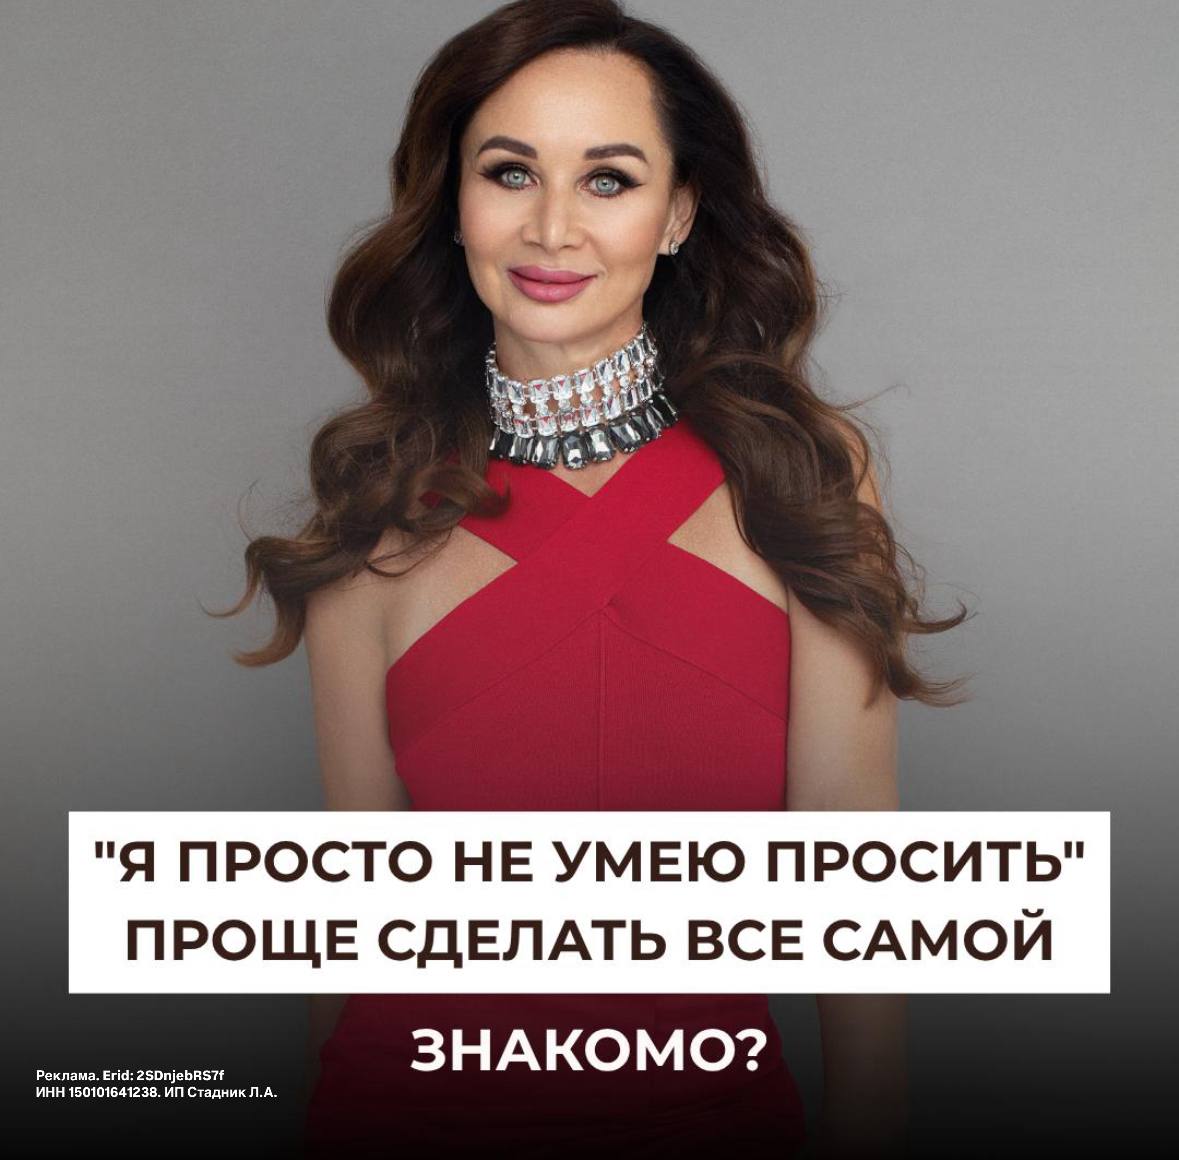 "Я ПРОСТО НЕ УМЕЮ ПРОСИТЬ"
ПРОЩЕ СДЕЛАТЬ ВСЕ САМОЙ
ЗНАКОМО?
Реклама. Erid: 2SDnjebRS7f
ИНН 150101641238. ИП Стадник Л.А.